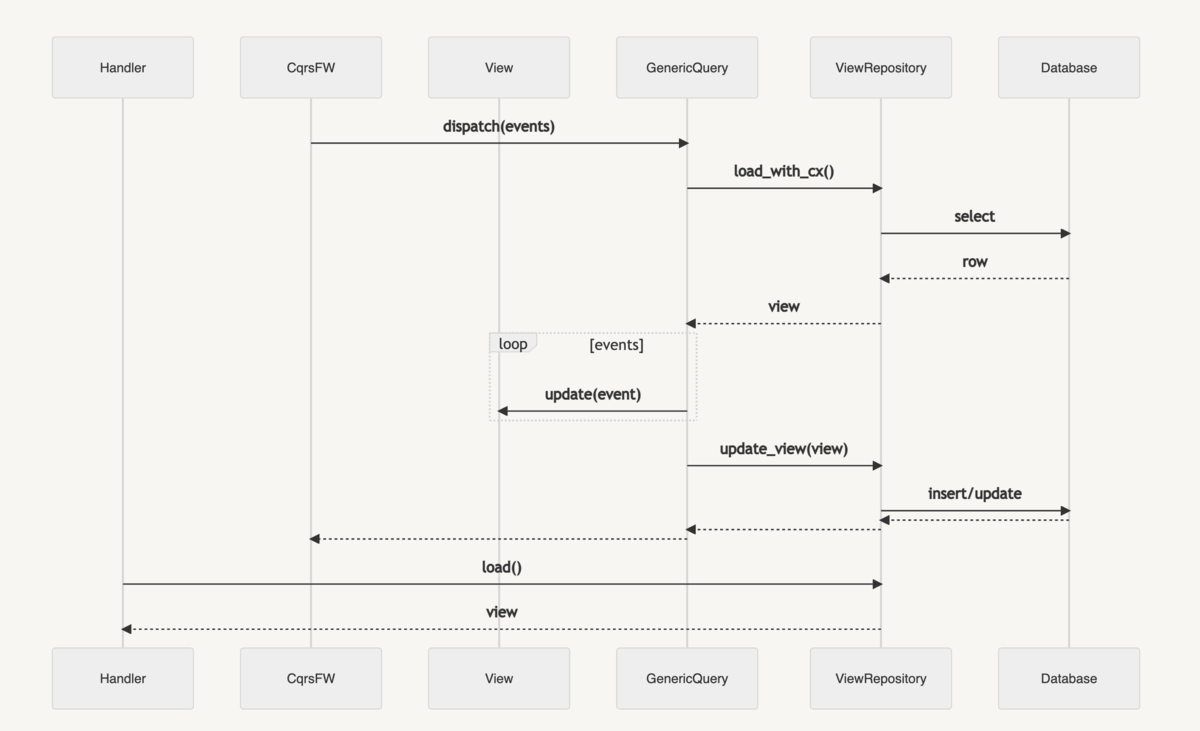 Handler
CqrsFW
View
GenericQuery
ViewRepository
Database
dispatch(events)
load_with_cx()
select
row
view
loop
[events]
update(event)
update_view(view)
insert/update
load()
view
Handler
CqrsFW
View
GenericQuery
ViewRepository
Database